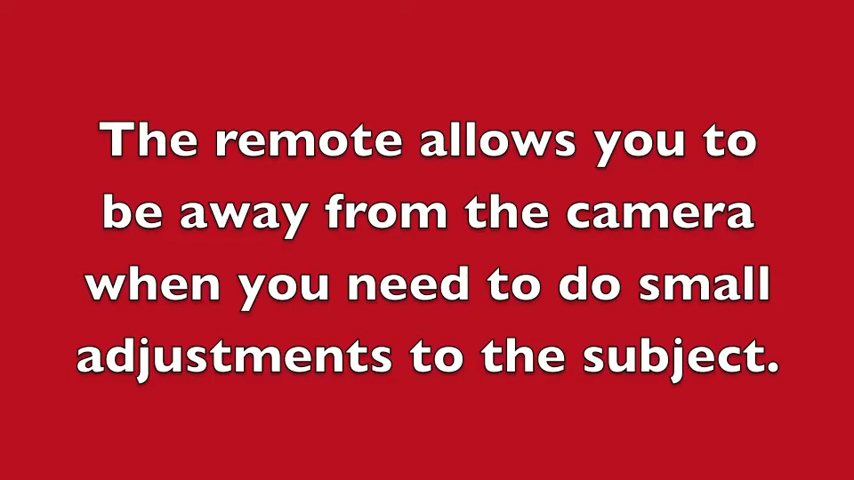 The remote allows you to
be away from the camera
when you need to do small
adjustments to the subject.